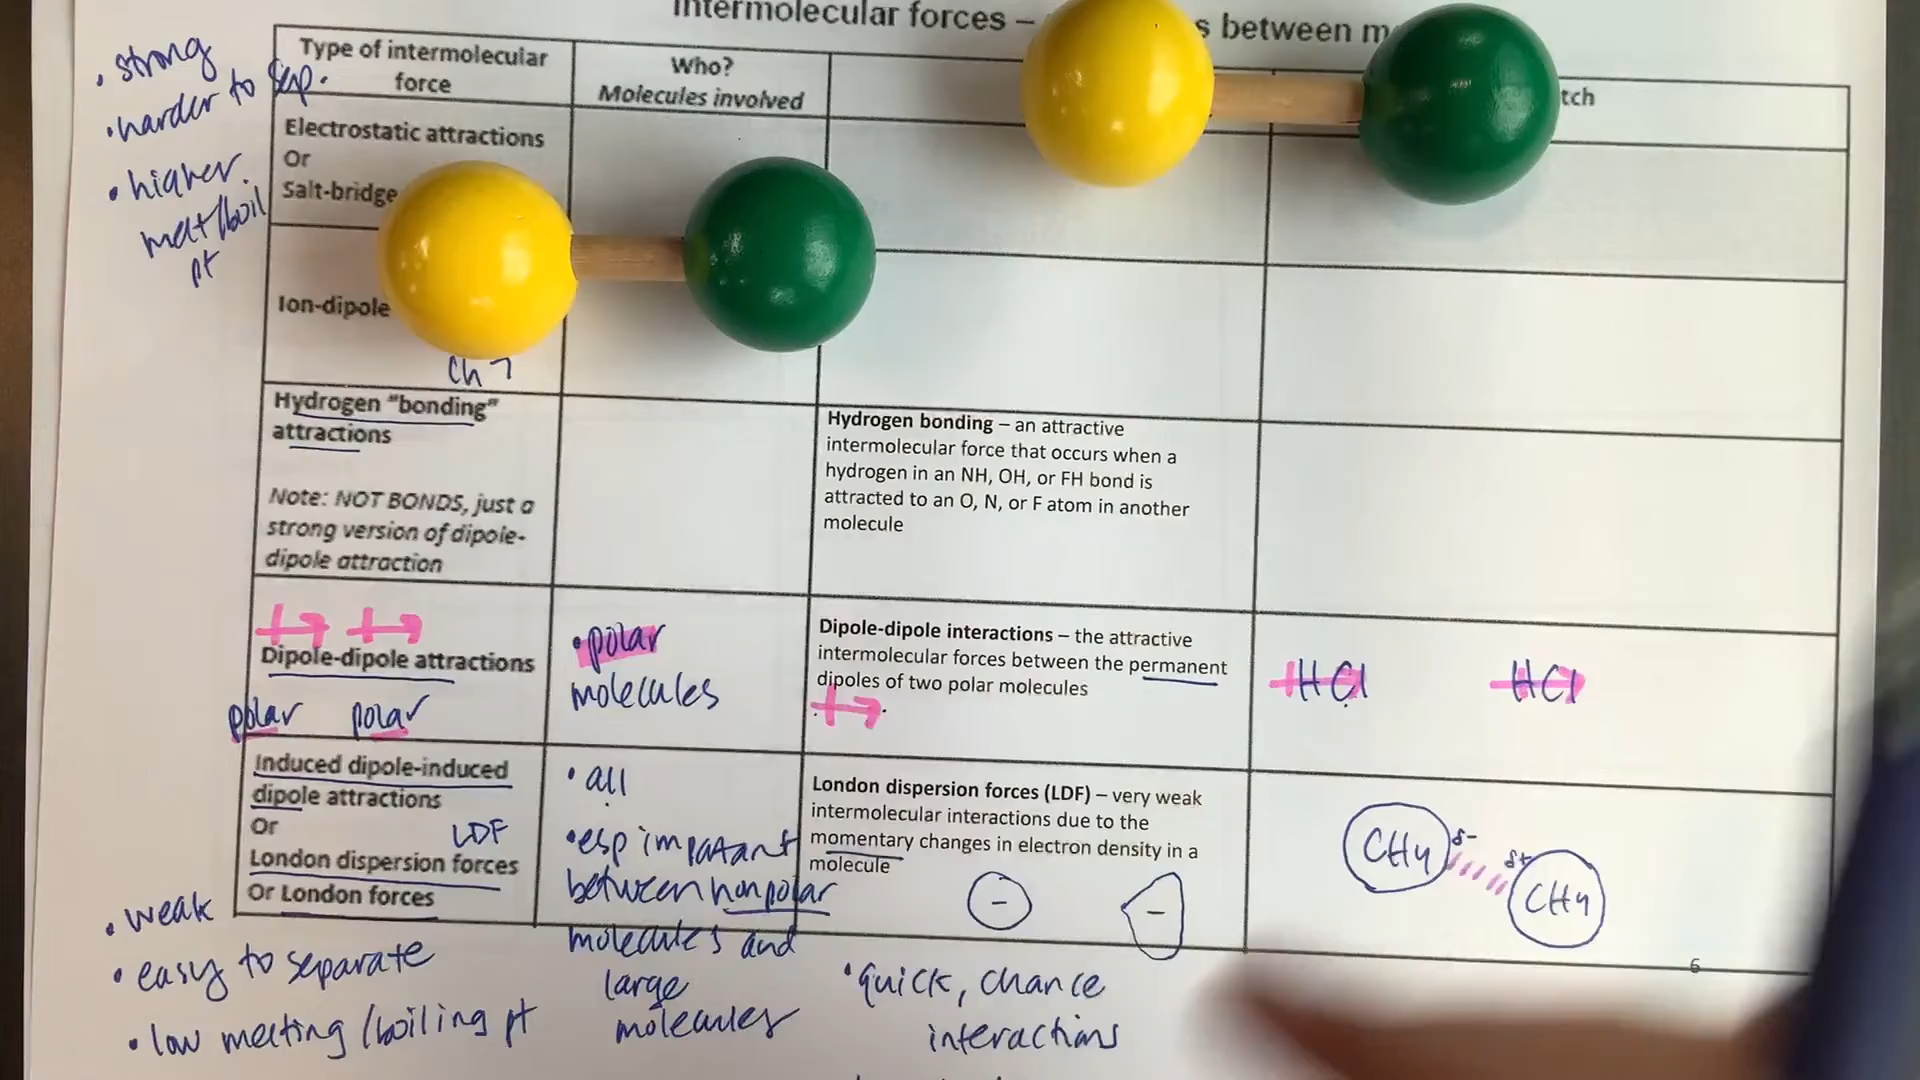 Intermolecular forces –
s between m
• strong
• harder to sep.
• higher
melt/boil
pt
Type of intermolecular
force
Who?
Molecules involved
tch
Electrostatic attractions
Or
Salt-bridge
Ion-dipole
Ch 7
Hydrogen "bonding"
attractions
Note: NOT BONDS, just a
strong version of dipole-
dipole attraction
Hydrogen bonding – an attractive
intermolecular force that occurs when a
hydrogen in an NH, OH, or FH bond is
attracted to an O, N, or F atom in another
molecule
Dipole-dipole attractions
polar polar
• polar
molecules
Dipole-dipole interactions – the attractive
intermolecular forces between the permanent
dipoles of two polar molecules
HCl HCl
Induced dipole-induced
dipole attractions
Or LDF
London dispersion forces
Or London forces
• all
• esp important
between nonpolar
molecules and
large
molecules
London dispersion forces (LDF) – very weak
intermolecular interactions due to the
momentary changes in electron density in a
molecule
- -
• quick, chance
interactions
CH4 δ-
δ+ CH4
• weak
• easy to separate
• low melting/boiling pt
6